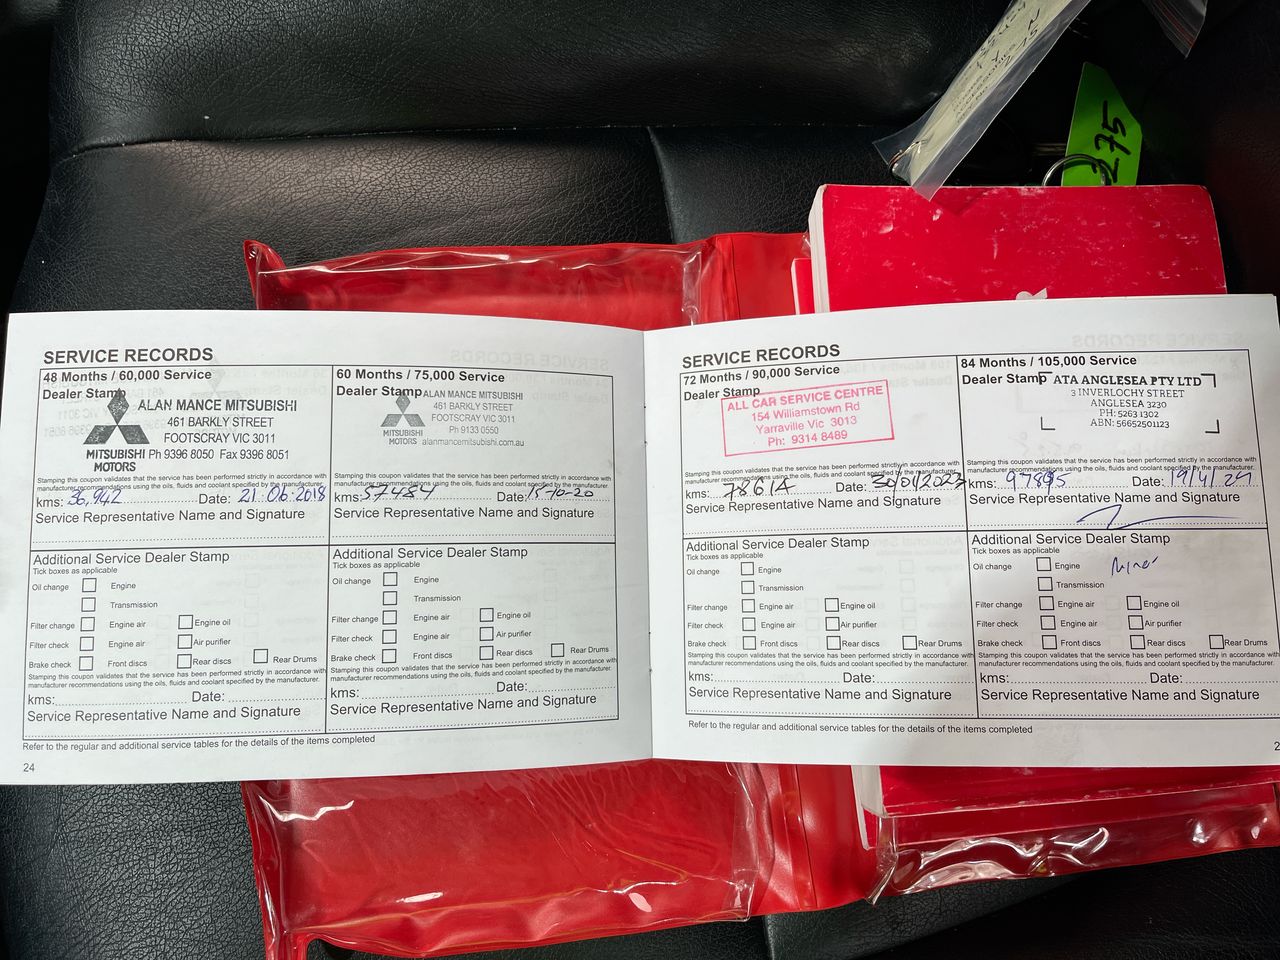 275
SERVICE RECORDS
48 Months / 60,000 Service
Dealer Stamp
ALAN MANCE MITSUBISHI
461 BARKLY STREET
FOOTSCRAY VIC 3011
MITSUBISHI Ph 9396 8050 Fax 9396 8051
MOTORS
Stamping this coupon validates that the service has been performed strictly in accordance with
manufacturer recommendations using the oils, fluids and coolant specified by the manufacturer.
kms: 36,942 Date: 21.06.2018
Service Representative Name and Signature
Additional Service Dealer Stamp
Tick boxes as applicable
Oil change Engine
Transmission
Filter change Engine air Engine oil
Filter check Engine air Air purifier
Brake check Front discs Rear discs Rear Drums
Stamping this coupon validates that the service has been performed strictly in accordance with
manufacturer recommendations using the oils, fluids and coolant specified by the manufacturer.
kms: Date:
Service Representative Name and Signature
60 Months / 75,000 Service
Dealer Stamp
ALAN MANCE MITSUBISHI
461 BARKLY STREET
FOOTSCRAY VIC 3011
Ph 9133 0550
MITSUBISHI
MOTORS alanmancemitsubishi.com.au
Stamping this coupon validates that the service has been performed strictly in accordance with
manufacturer recommendations using the oils, fluids and coolant specified by the manufacturer.
kms: 57484 Date: 15-10-20
Service Representative Name and Signature
Additional Service Dealer Stamp
Tick boxes as applicable
Oil change Engine
Transmission
Filter change Engine air Engine oil
Filter check Engine air Air purifier
Brake check Front discs Rear discs Rear Drums
Stamping this coupon validates that the service has been performed strictly in accordance with
manufacturer recommendations using the oils, fluids and coolant specified by the manufacturer.
kms: Date:
Service Representative Name and Signature
Refer to the regular and additional service tables for the details of the items completed
24
SERVICE RECORDS
72 Months / 90,000 Service
Dealer Stamp
ALL CAR SERVICE CENTRE
154 Williamstown Rd
Yarraville Vic 3013
Ph: 9314 8489
Stamping this coupon validates that the service has been performed strictly in accordance with
manufacturer recommendations using the oils, fluids and coolant specified by the manufacturer.
kms: Date: 30/01/2023
Service Representative Name and Signature
Additional Service Dealer Stamp
Tick boxes as applicable
Oil change Engine
Transmission
Filter change Engine air Engine oil
Filter check Engine air Air purifier
Brake check Front discs Rear discs Rear Drums
Stamping this coupon validates that the service has been performed strictly in accordance with
manufacturer recommendations using the oils, fluids and coolant specified by the manufacturer.
kms: Date:
Service Representative Name and Signature
84 Months / 105,000 Service
Dealer Stamp
ATA ANGLESEA PTY LTD
3 INVERLOCHY STREET
ANGLESEA 3230
PH: 5263 1302
ABN: 56652501123
Stamping this coupon validates that the service has been performed strictly in accordance with
manufacturer recommendations using the oils, fluids and coolant specified by the manufacturer.
kms: 97895 Date: 19/4/24
Service Representative Name and Signature
Additional Service Dealer Stamp
Tick boxes as applicable
Oil change Engine
Transmission
Filter change Engine air Engine oil
Filter check Engine air Air purifier
Brake check Front discs Rear discs Rear Drums
Stamping this coupon validates that the service has been performed strictly in accordance with
manufacturer recommendations using the oils, fluids and coolant specified by the manufacturer.
kms: Date:
Service Representative Name and Signature
Refer to the regular and additional service tables for the details of the items completed